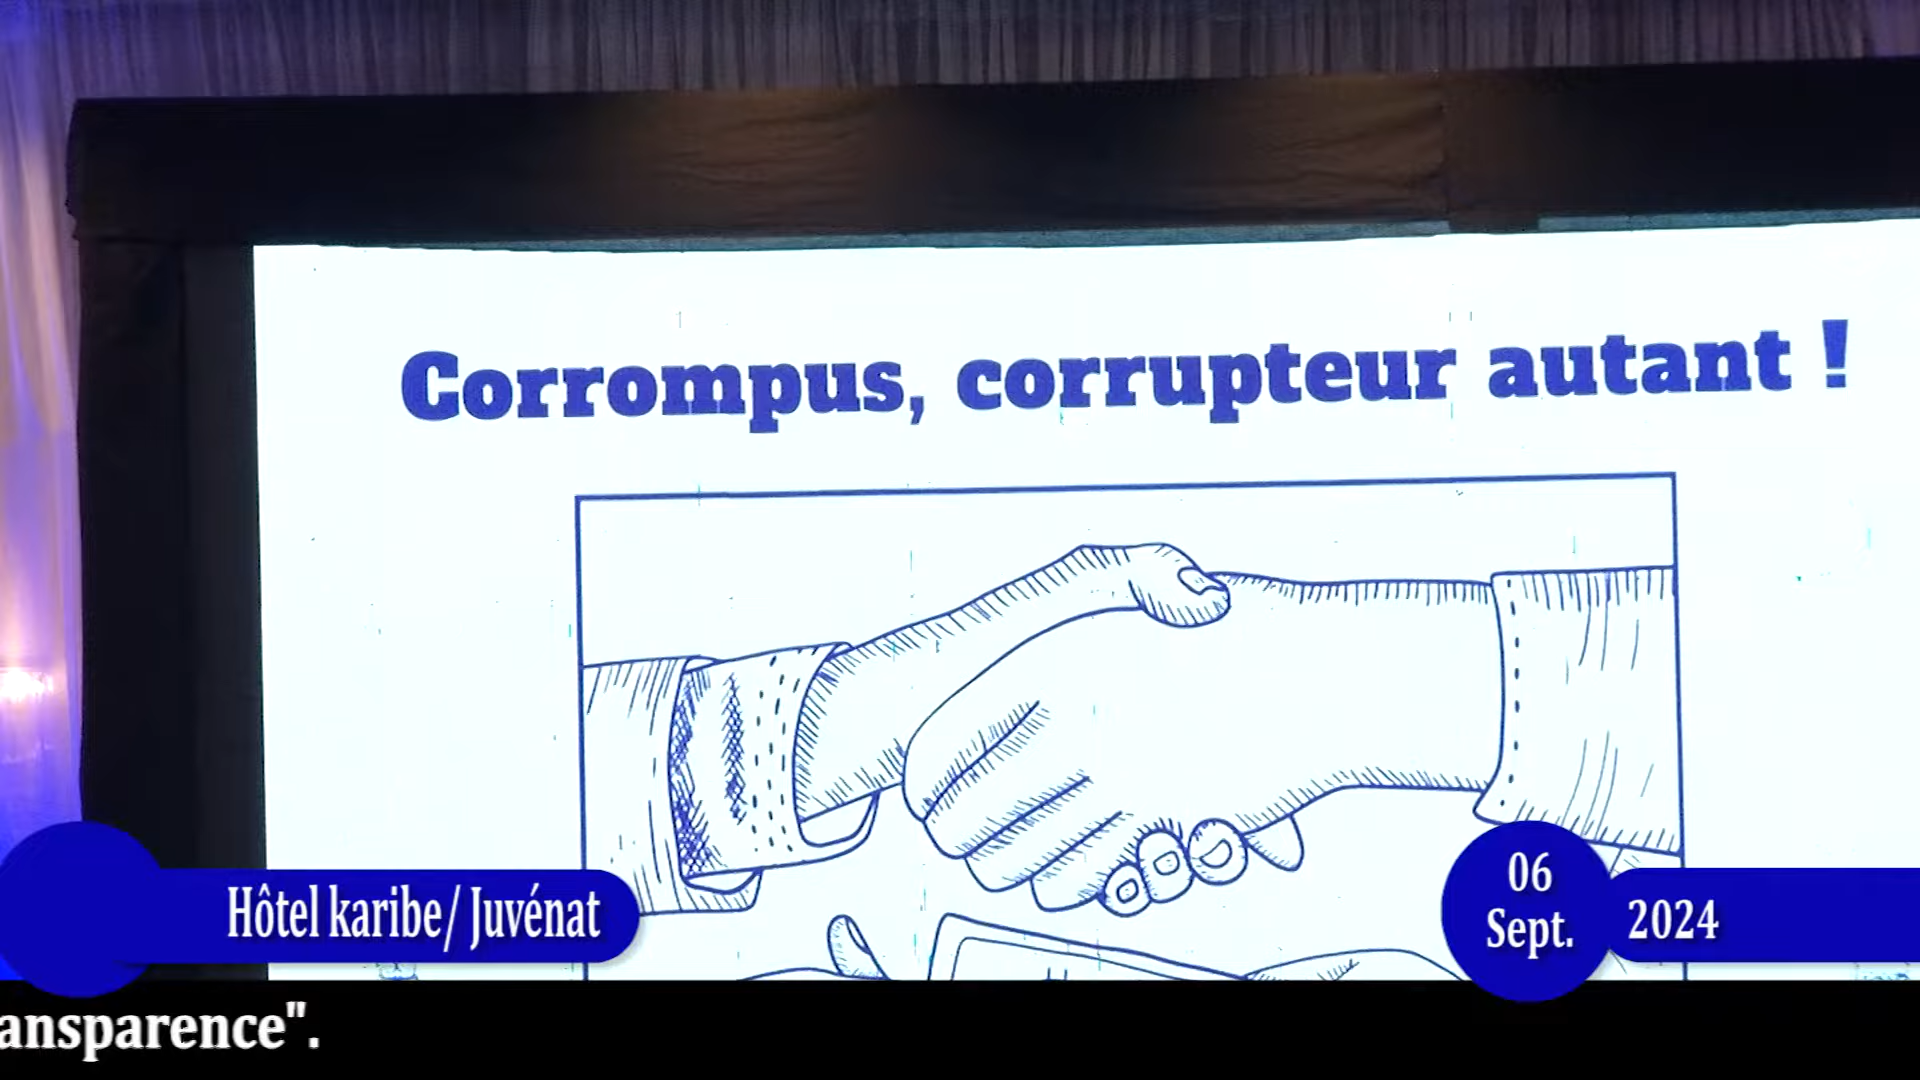 Corrompus, corrupteur autant !
Hôtel karibe/ Juvénat
06
Sept.
2024
ansparence".